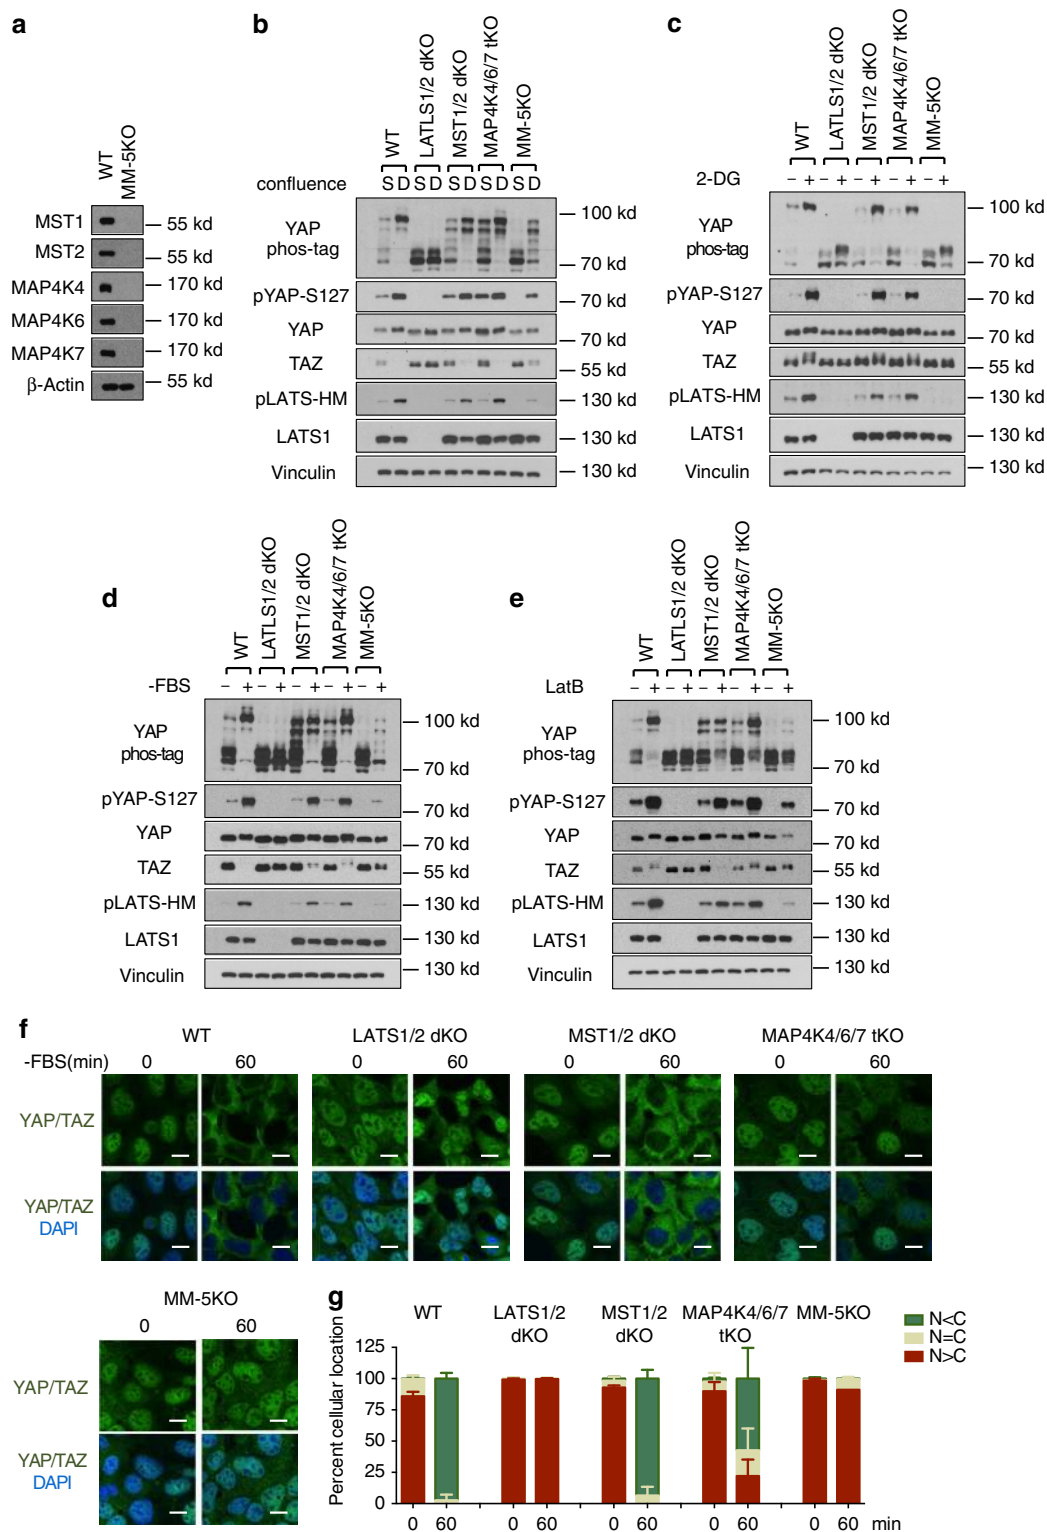 a
WT
MM-5KO
MST1
55 kd
MST2
55 kd
MAP4K4
170 kd
MAP4K6
170 kd
MAP4K7
170 kd
β-Actin
55 kd
b
WT
LATLS1/2 dKO
MST1/2 dKO
MAP4K4/6/7 tKO
MM-5KO
confluence S D S D S D S D S D
YAP
phos-tag
100 kd
70 kd
pYAP-S127
70 kd
YAP
70 kd
TAZ
55 kd
pLATS-HM
130 kd
LATS1
130 kd
Vinculin
130 kd
c
WT
LATLS1/2 dKO
MST1/2 dKO
MAP4K4/6/7 tKO
MM-5KO
2-DG − + − + − + − + − +
YAP
phos-tag
100 kd
70 kd
pYAP-S127
70 kd
YAP
70 kd
TAZ
55 kd
pLATS-HM
130 kd
LATS1
130 kd
Vinculin
130 kd
d
WT
LATLS1/2 dKO
MST1/2 dKO
MAP4K4/6/7 tKO
MM-5KO
-FBS − + − + − + − + − +
YAP
phos-tag
100 kd
70 kd
pYAP-S127
70 kd
YAP
70 kd
TAZ
55 kd
pLATS-HM
130 kd
LATS1
130 kd
Vinculin
130 kd
e
WT
LATLS1/2 dKO
MST1/2 dKO
MAP4K4/6/7 tKO
MM-5KO
LatB − + − + − + − + − +
YAP
phos-tag
100 kd
70 kd
pYAP-S127
70 kd
YAP
70 kd
TAZ
55 kd
pLATS-HM
130 kd
LATS1
130 kd
Vinculin
130 kd
f
WT LATS1/2 dKO MST1/2 dKO MAP4K4/6/7 tKO
-FBS(min) 0 60 0 60 0 60 0 60
YAP/TAZ
YAP/TAZ
DAPI
MM-5KO
0 60
YAP/TAZ
YAP/TAZ
DAPI
g
WT
LATS1/2
dKO
MST1/2
dKO
MAP4K4/6/7
tKO
MM-5KO
N<C
N=C
N>C
Percent cellular location
125
100
75
50
25
0
0 60 0 60 0 60 0 60 0 60 min